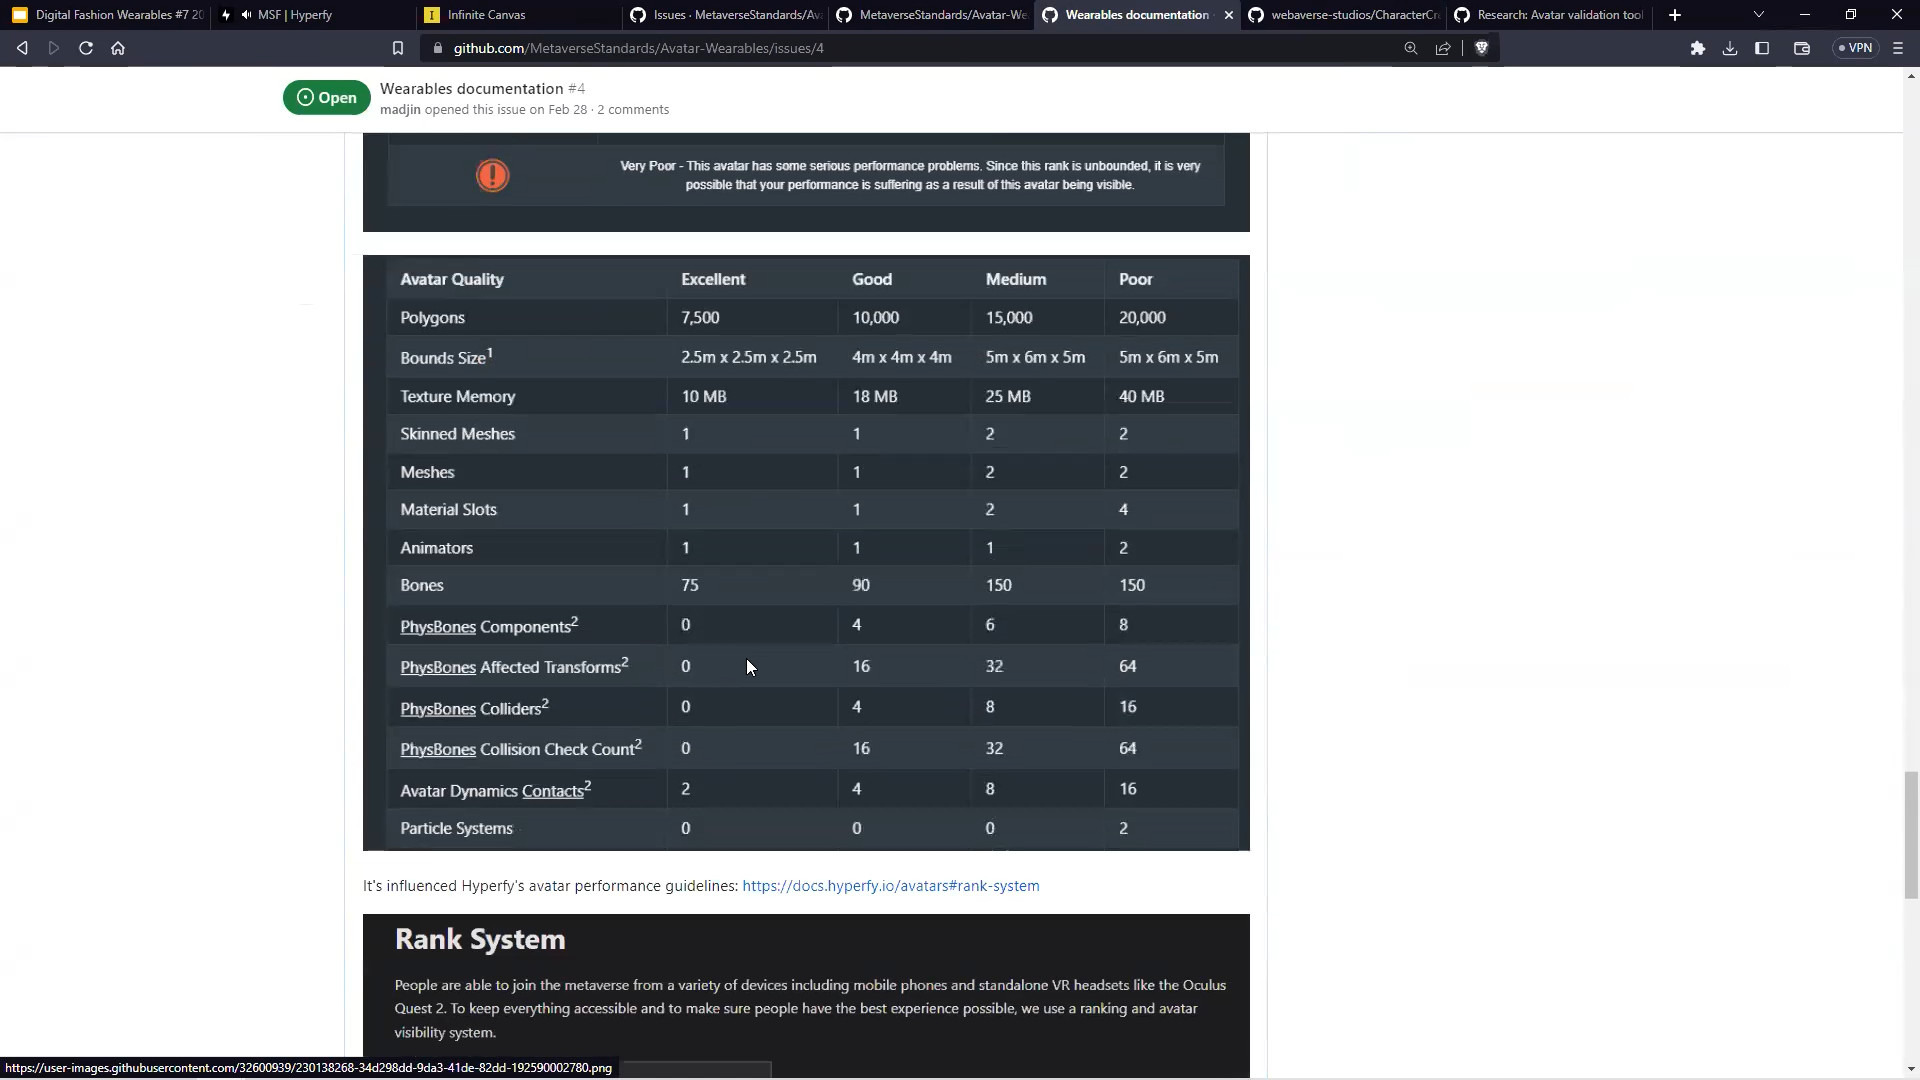 Digital Fashion Wearables #7 20
MSF | Hyperfy
Infinite Canvas
Issues · MetaverseStandards/Av
MetaverseStandards/Avatar-We
Wearables documentation
webaverse-studios/CharacterCr
Research: Avatar validation tool
github.com/MetaverseStandards/Avatar-Wearables/issues/4
VPN
Open
Wearables documentation #4
madjin opened this issue on Feb 28 · 2 comments
Very Poor - This avatar has some serious performance problems. Since this rank is unbounded, it is very
possible that your performance is suffering as a result of this avatar being visible.
Avatar Quality Excellent Good Medium Poor
Polygons 7,500 10,000 15,000 20,000
Bounds Size1 2.5m x 2.5m x 2.5m 4m x 4m x 4m 5m x 6m x 5m 5m x 6m x 5m
Texture Memory 10 MB 18 MB 25 MB 40 MB
Skinned Meshes 1 1 2 2
Meshes 1 1 2 2
Material Slots 1 1 2 4
Animators 1 1 1 2
Bones 75 90 150 150
PhysBones Components2 0 4 6 8
PhysBones Affected Transforms2 0 16 32 64
PhysBones Colliders2 0 4 8 16
PhysBones Collision Check Count2 0 16 32 64
Avatar Dynamics Contacts2 2 4 8 16
Particle Systems 0 0 0 2
It's influenced Hyperfy's avatar performance guidelines: https://docs.hyperfy.io/avatars#rank-system
Rank System
People are able to join the metaverse from a variety of devices including mobile phones and standalone VR headsets like the Oculus
Quest 2. To keep everything accessible and to make sure people have the best experience possible, we use a ranking and avatar
visibility system.
https://user-images.githubusercontent.com/32600939/230138268-34d298dd-9da3-41de-82dd-192590002780.png